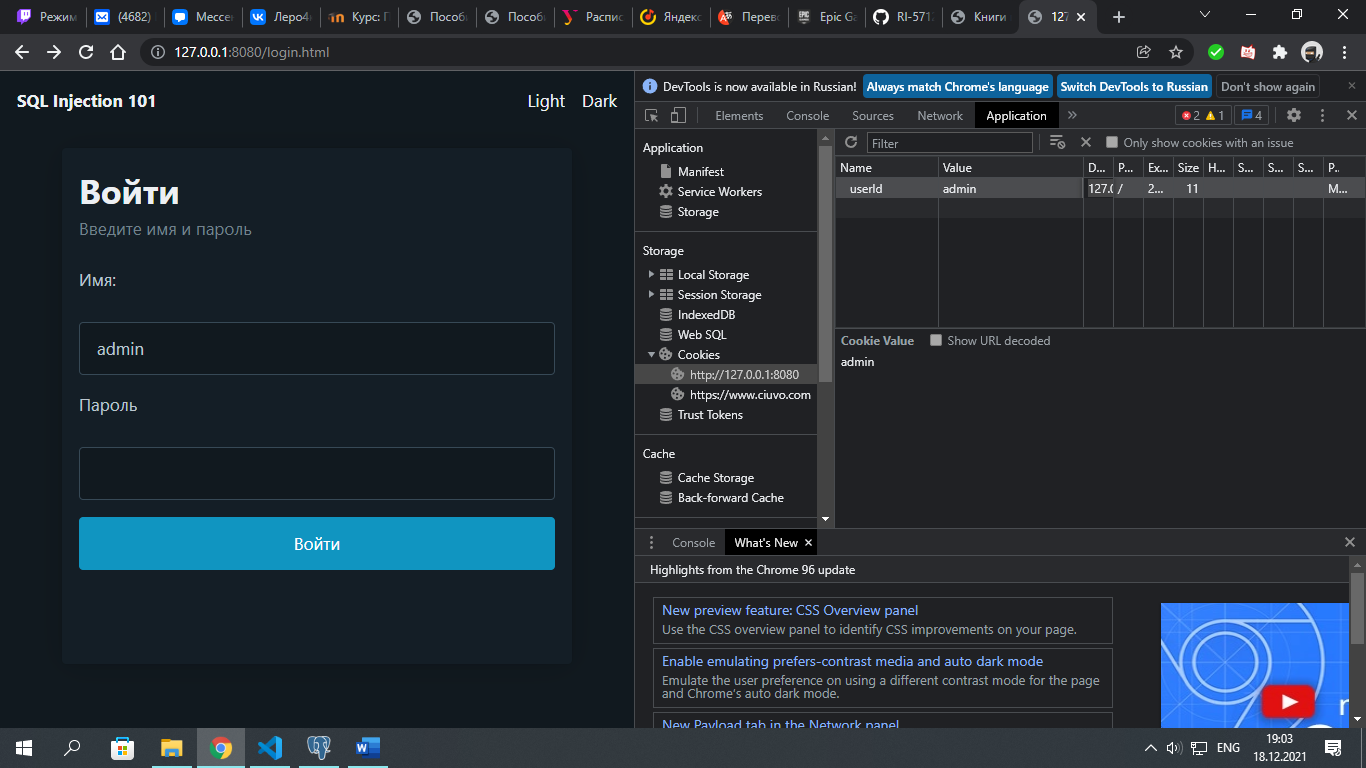 Режим
(4682)
Мессен
Леро4
Курс: П
Пособи
Пособи
Распис
Яндекс
Перево
Epic Ga
RI-571
Книги
127
127.0.0.1:8080/login.html
SQL Injection 101
Light Dark
Войти
Введите имя и пароль
Имя:
admin
Пароль
Войти
DevTools is now available in Russian! Always match Chrome's language Switch DevTools to Russian Don't show again
Elements Console Sources Network Application
2 1 4
Application
Manifest
Service Workers
Storage
Storage
Local Storage
Session Storage
IndexedDB
Web SQL
Cookies
http://127.0.0.1:8080
https://www.ciuvo.com
Trust Tokens
Cache
Cache Storage
Back-forward Cache
Filter Only show cookies with an issue
Name Value D... P... Ex... Size H... S... S... S... P..
userId admin 127.0 / 2... 11 M...
Cookie Value Show URL decoded
admin
Console What's New
Highlights from the Chrome 96 update
New preview feature: CSS Overview panel
Use the CSS overview panel to identify CSS improvements on your page.
Enable emulating prefers-contrast media and auto dark mode
Emulate the user preference on using a different contrast mode for the page
and Chrome's auto dark mode.
New Payload tab in the Network panel
ENG
19:03
18.12.2021